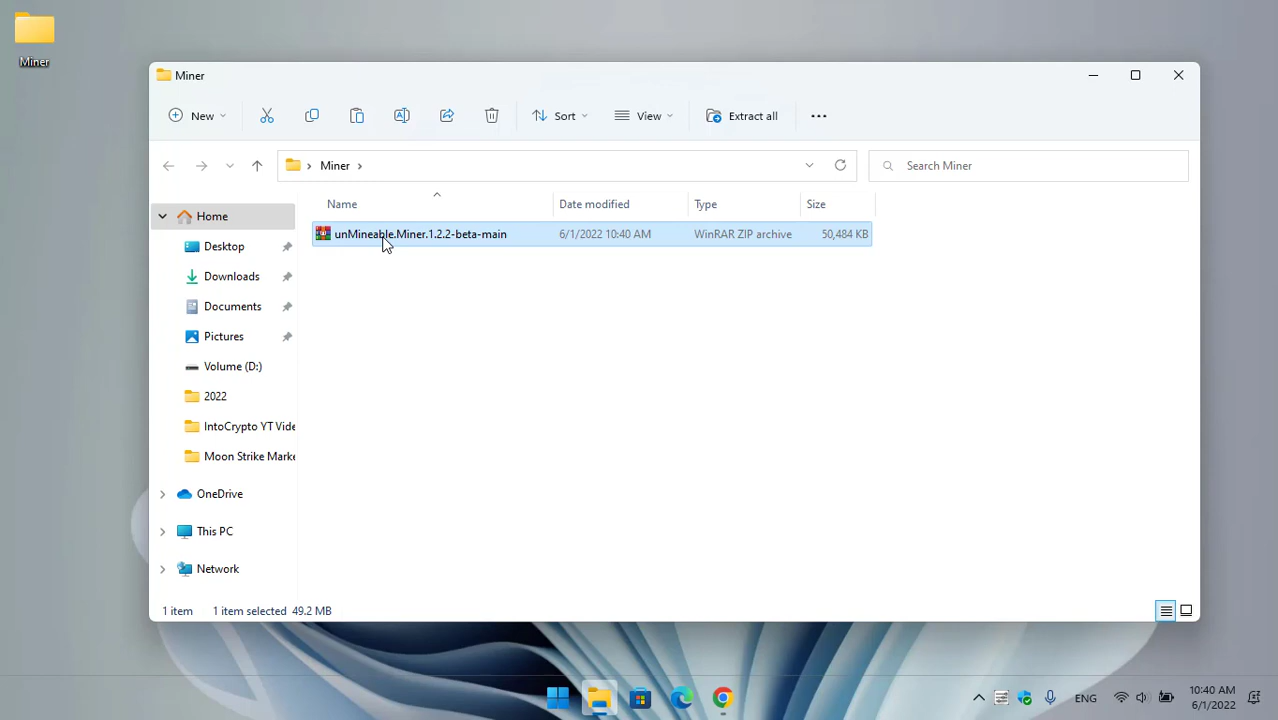 Miner
Miner
New
Sort
View
Extract all
Miner
Search Miner
Name
Date modified
Type
Size
unMineable.Miner.1.2.2-beta-main
6/1/2022 10:40 AM
WinRAR ZIP archive
50,484 KB
Home
Desktop
Downloads
Documents
Pictures
Volume (D:)
2022
IntoCrypto YT Vide
Moon Strike Marke
OneDrive
This PC
Network
1 item
1 item selected
49.2 MB
ENG
10:40 AM
6/1/2022